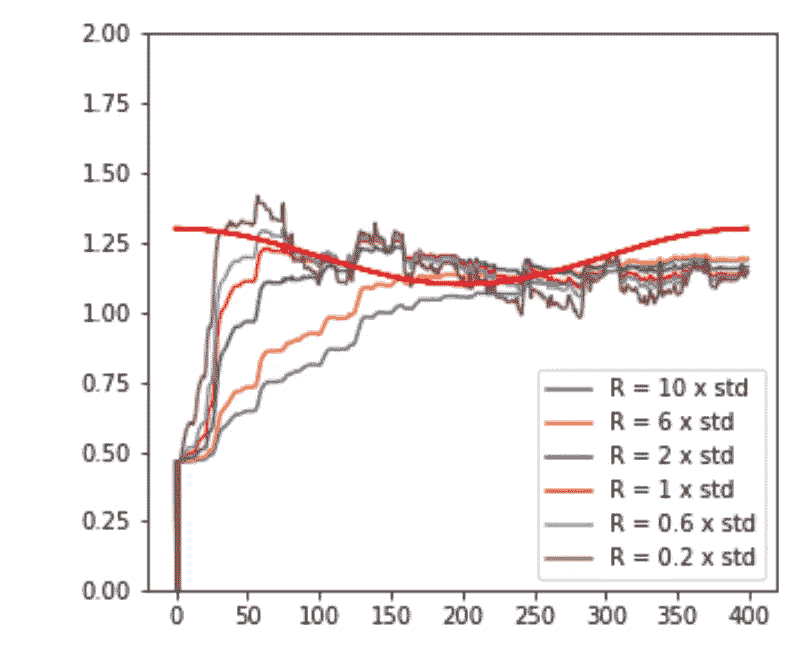 2.00
1.75
1.50
1.25
1.00
0.75
0.50
0.25
0.00
0 50 100 150 200 250 300 350 400
R = 10 x std
R = 6 x std
R = 2 x std
R = 1 x std
R = 0.6 x std
R = 0.2 x std